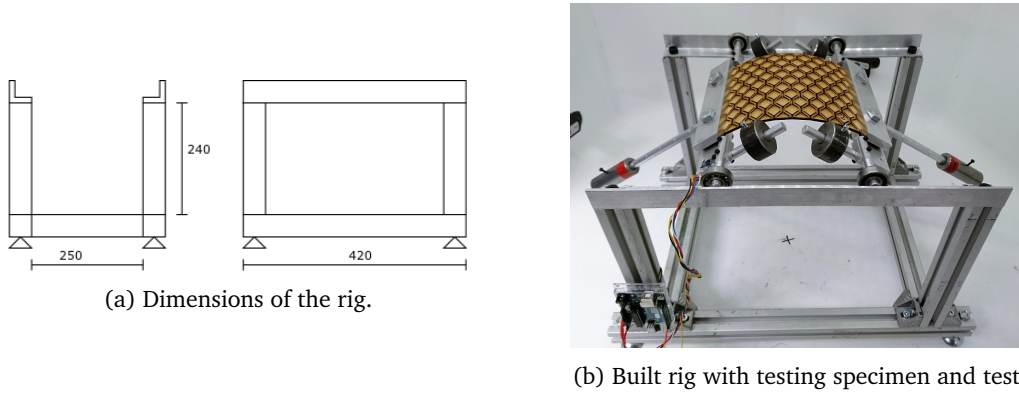 240
250
420
(a) Dimensions of the rig.
(b) Built rig with testing specimen and test